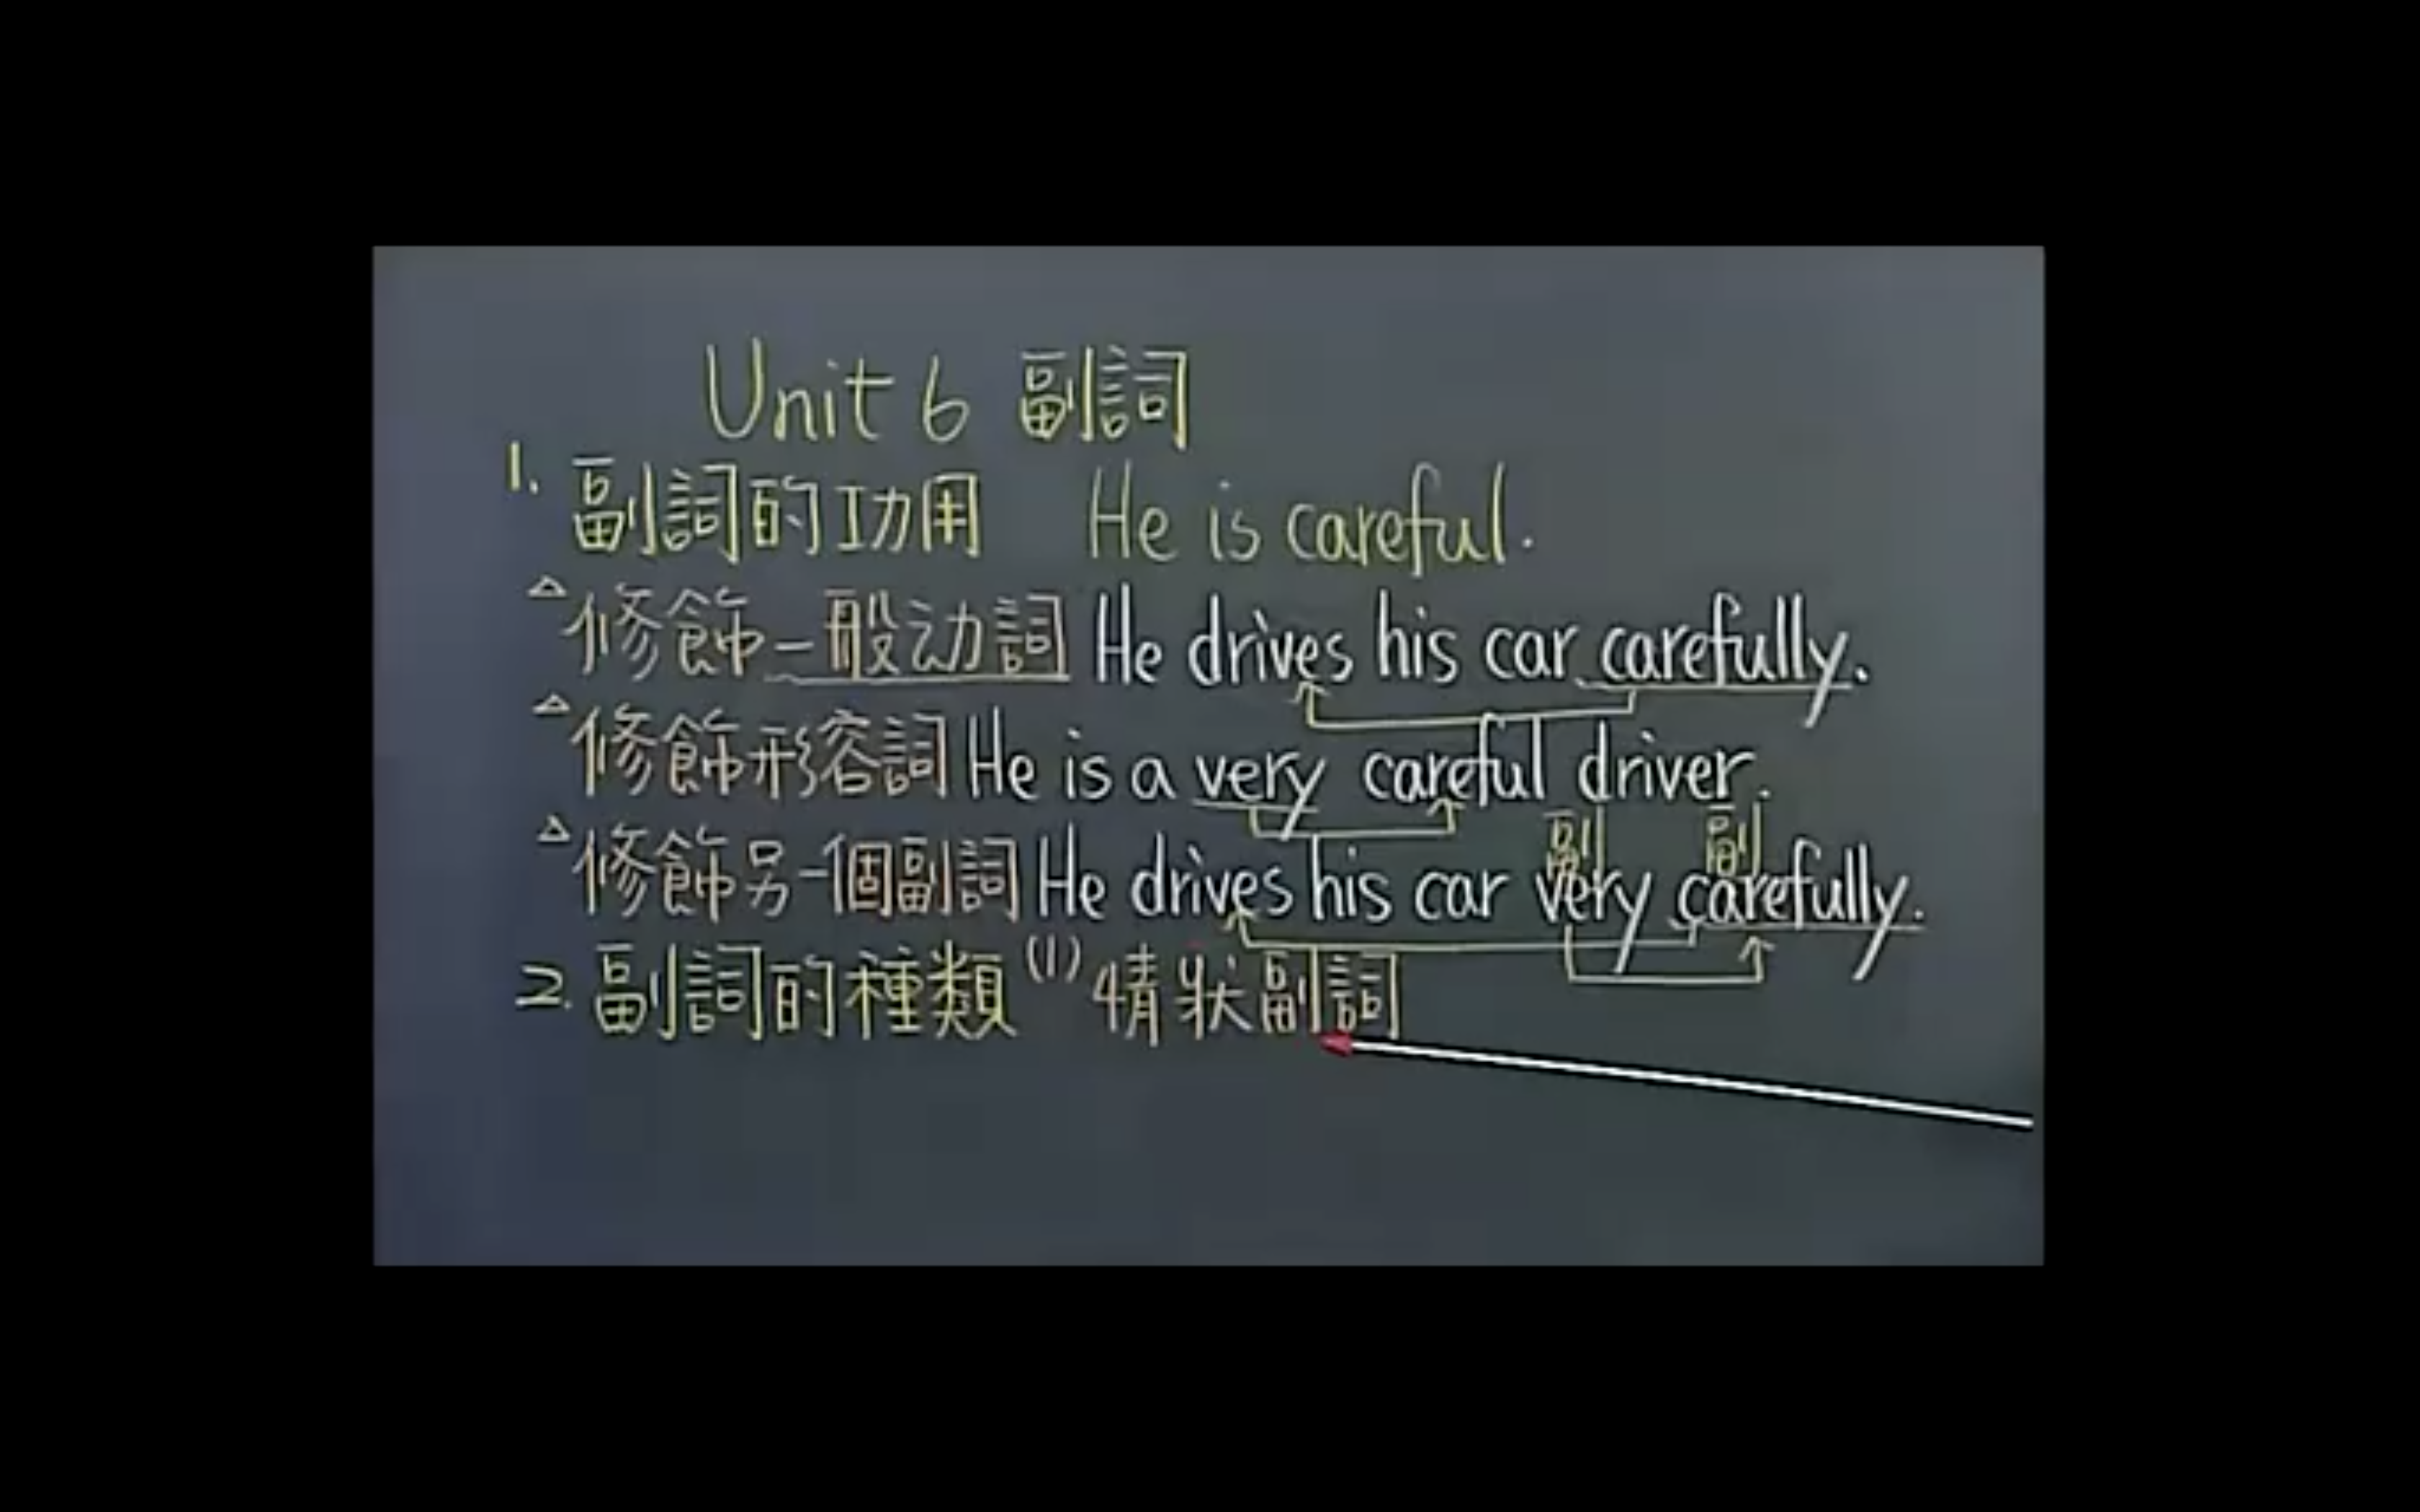 Unit 6 副詞
1. 副詞的功用 He is careful.
△修飾一般动詞 He drives his car carefully.
△修飾形容詞 He is a very careful driver.
副 副
△修飾另一個副詞 He drives his car very carefully.
2. 副詞的種類 (1) 情狀副詞